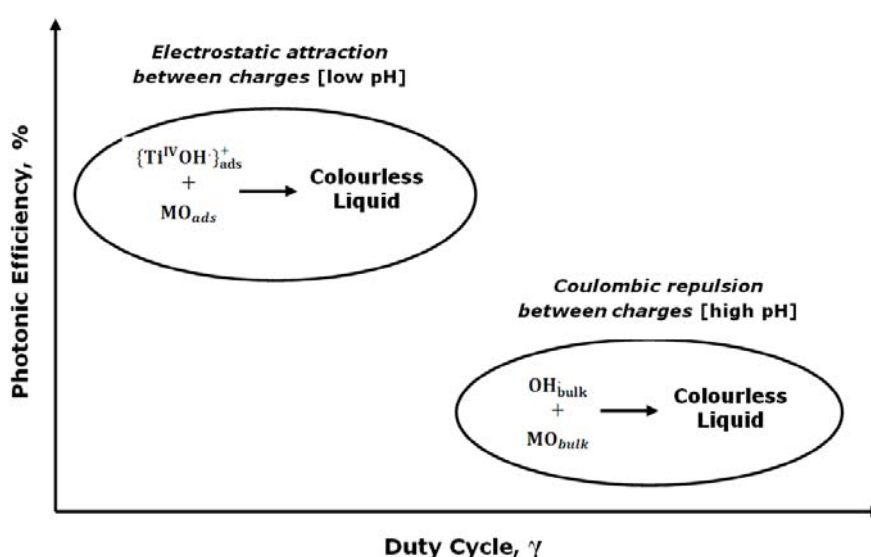 Photonic Efficiency, %
Electrostatic attraction
between charges [low pH]
{Ti^IV OH·}⁺_ads
+
MO_ads
Colourless
Liquid
Coulombic repulsion
between charges [high pH]
OH·_bulk
+
MO_bulk
Colourless
Liquid
Duty Cycle, γ